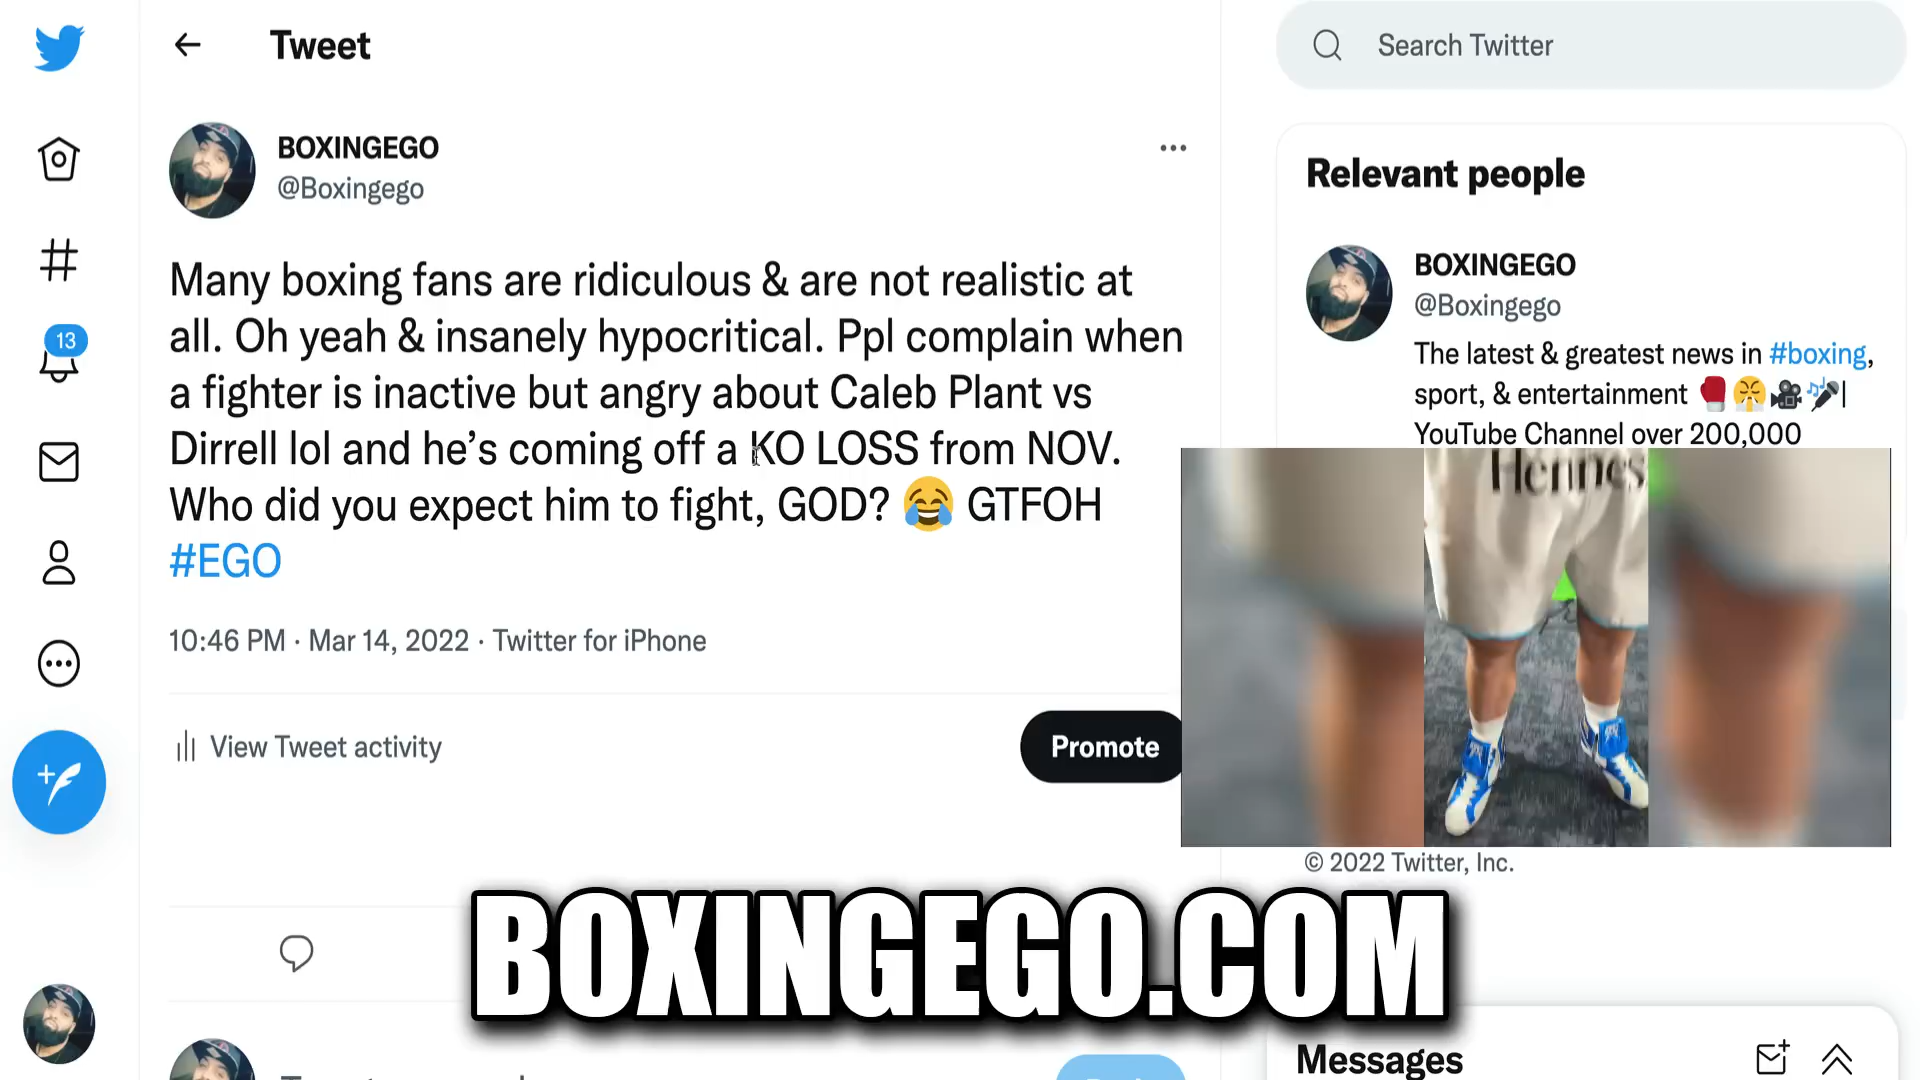 Tweet
Search Twitter
BOXINGEGO
@Boxingego
Many boxing fans are ridiculous & are not realistic at
all. Oh yeah & insanely hypocritical. Ppl complain when
a fighter is inactive but angry about Caleb Plant vs
Dirrell lol and he's coming off a KO LOSS from NOV.
Who did you expect him to fight, GOD? 😂 GTFOH
#EGO
10:46 PM · Mar 14, 2022 · Twitter for iPhone
View Tweet activity
Promote
13
Relevant people
BOXINGEGO
@Boxingego
The latest & greatest news in #boxing,
sport, & entertainment 🥊😤🎥🎤|
YouTube Channel over 200,000
© 2022 Twitter, Inc.
BOXINGEGO.COM
Messages